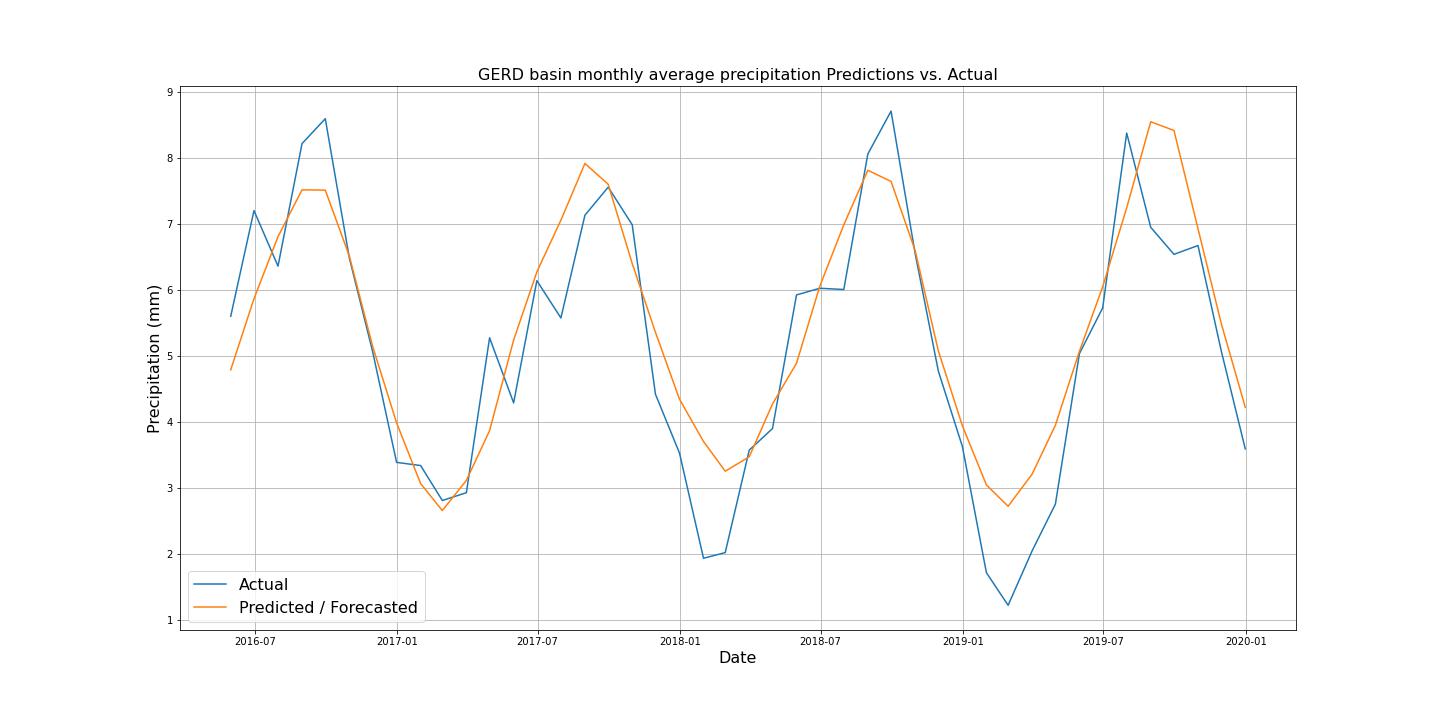 GERD basin monthly average precipitation Predictions vs. Actual
9
8
7
6
5
4
3
2
1
Precipitation (mm)
Actual
Predicted / Forecasted
2016-07 2017-01 2017-07 2018-01 2018-07 2019-01 2019-07 2020-01
Date